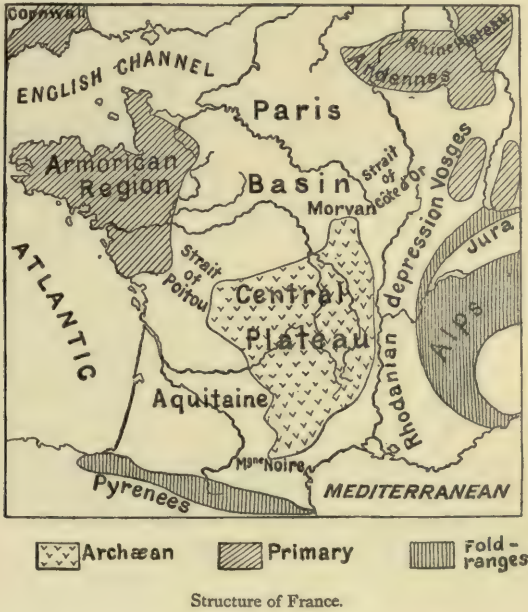 Cornwall
Rhine Plateau
Ardennes
ENGLISH CHANNEL
Paris
Basin
Armorican
Region
Strait of
Côte d'Or
Morvan
Vosges
Jura
Alps
ATLANTIC
Strait of
Poitou
Central
Plateau
Rhodanian depression
Aquitaine
Mgne Noire
Pyrenees
MEDITERRANEAN
Archæan
Primary
Fold-
ranges
Structure of France.